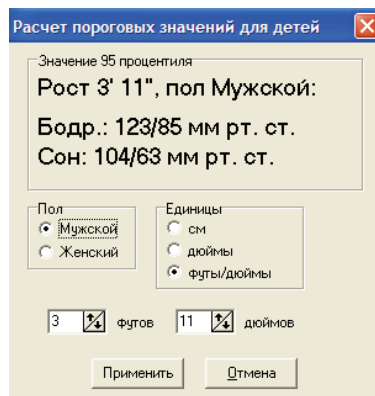 Расчет пороговых значений для детей
Значение 95 процентиля
Рост 3' 11", пол Мужской:
Бодр.: 123/85 мм рт. ст.
Сон: 104/63 мм рт. ст.
Пол
Мужской
Женский
Единицы
см
дюймы
футы/дюймы
3 футов 11 дюймов
Применить Отмена